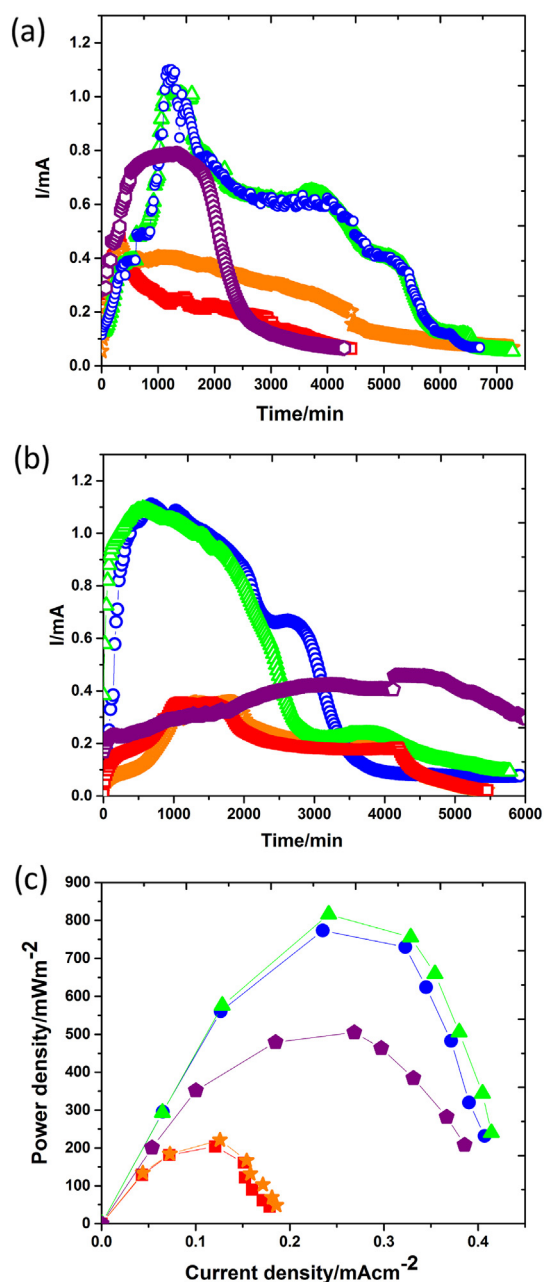 (a)
I/mA
1.2
1.0
0.8
0.6
0.4
0.2
0.0
0 1000 2000 3000 4000 5000 6000 7000
Time/min
(b)
I/mA
1.2
1.0
0.8
0.6
0.4
0.2
0.0
0 1000 2000 3000 4000 5000 6000
Time/min
(c)
Power density/mWm-2
900
800
700
600
500
400
300
200
100
0
0.0 0.1 0.2 0.3 0.4
Current density/mAcm-2